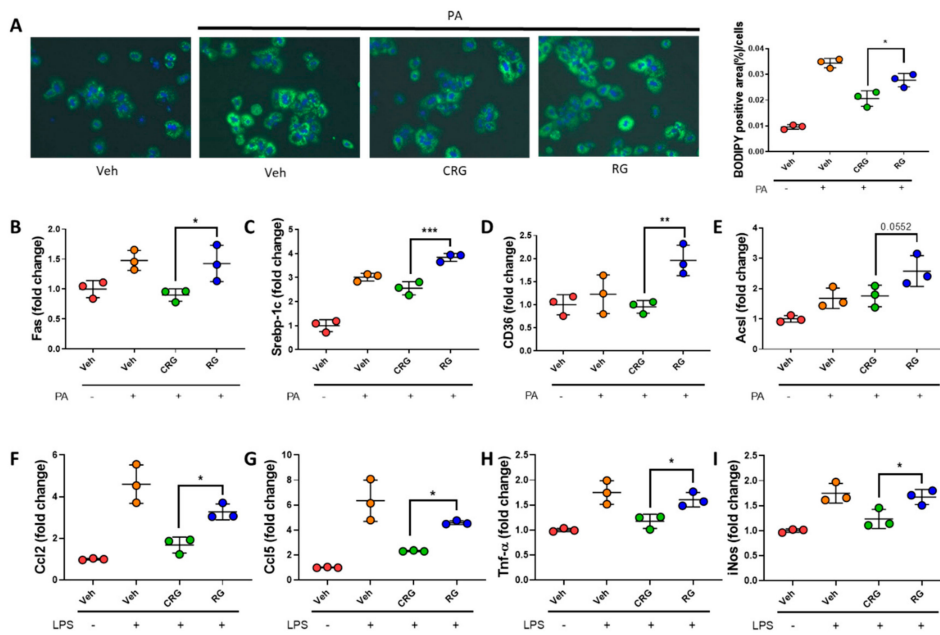 A
PA
Veh
Veh
CRG
RG
BODIPY positive area(%)/cells
0.04
0.03
0.02
0.01
0.00
*
Veh
Veh
CRG
RG
PA - + + +
B
Fas (fold change)
2.0
1.5
1.0
0.5
0.0
*
Veh
Veh
CRG
RG
PA - + + +
C
Srebp-1c (fold change)
5
4
3
2
1
0
***
Veh
Veh
CRG
RG
PA - + + +
D
CD36 (fold change)
2.5
2.0
1.5
1.0
0.5
0.0
**
Veh
Veh
CRG
RG
PA - + + +
E
Acsl (fold change)
4
3
2
1
0
0.0552
Veh
Veh
CRG
RG
PA - + + +
F
Ccl2 (fold change)
6
4
2
0
*
Veh
Veh
CRG
RG
LPS - + + +
G
Ccl5 (fold change)
10
8
6
4
2
0
*
Veh
Veh
CRG
RG
LPS - + + +
H
Tnf-α (fold change)
2.5
2.0
1.5
1.0
0.5
0.0
*
Veh
Veh
CRG
RG
LPS - + + +
I
iNos (fold change)
2.5
2.0
1.5
1.0
0.5
0.0
*
Veh
Veh
CRG
RG
LPS - + + +